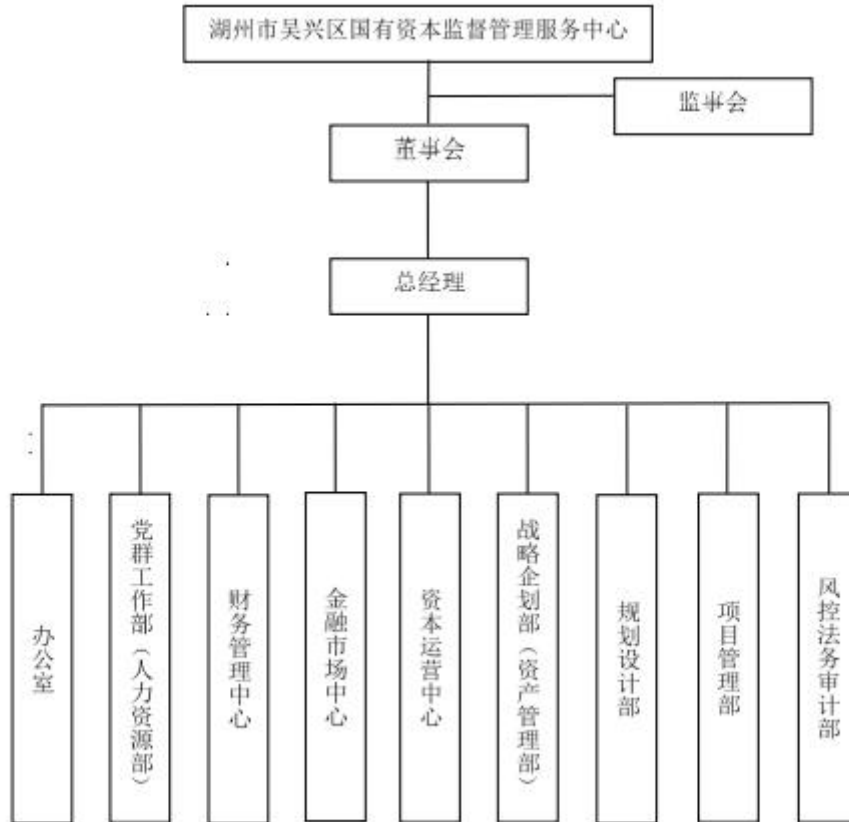 湖州市吴兴区国有资本监督管理服务中心
监事会
董事会
总经理
办公室
党群工作部（人力资源部）
财务管理中心
金融市场中心
资本运营中心
战略企划部（资产管理部）
规划设计部
项目管理部
风控法务审计部